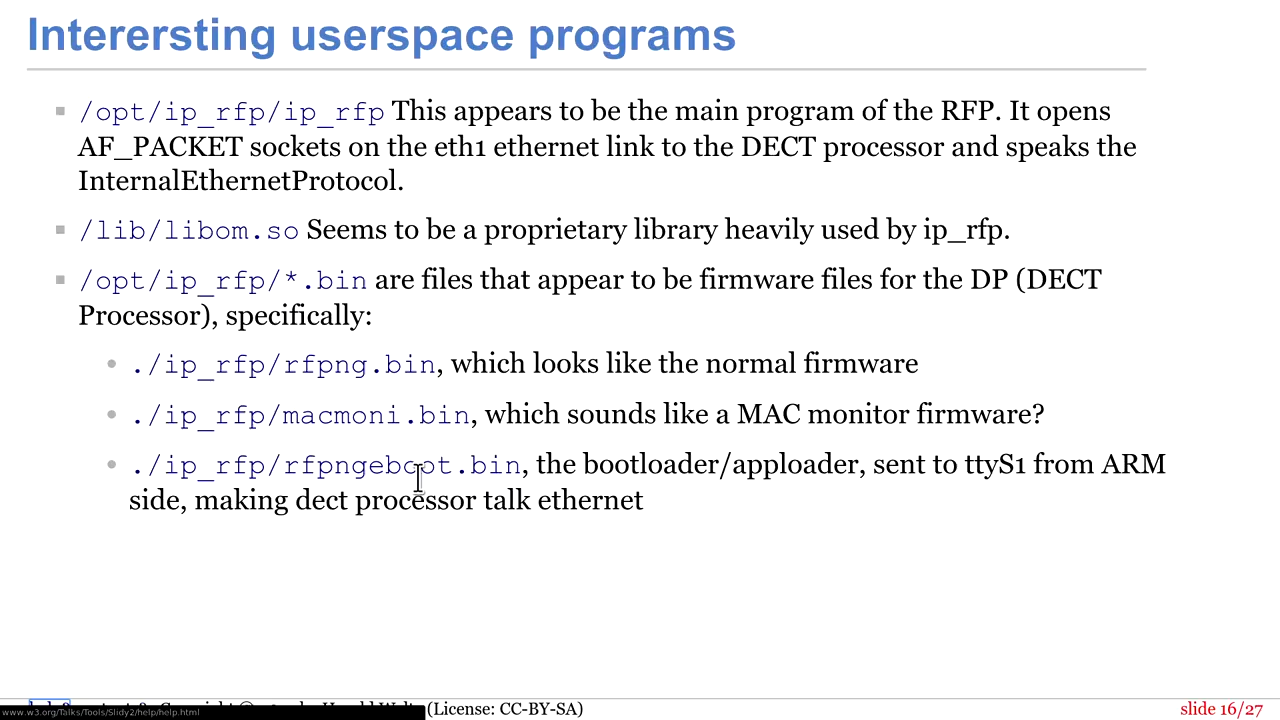 Interersting userspace programs
/opt/ip_rfp/ip_rfp This appears to be the main program of the RFP. It opens
AF_PACKET sockets on the eth1 ethernet link to the DECT processor and speaks the
InternalEthernetProtocol.
/lib/libom.so Seems to be a proprietary library heavily used by ip_rfp.
/opt/ip_rfp/*.bin are files that appear to be firmware files for the DP (DECT
Processor), specifically:
./ip_rfp/rfpng.bin, which looks like the normal firmware
./ip_rfp/macmoni.bin, which sounds like a MAC monitor firmware?
./ip_rfp/rfpngeboot.bin, the bootloader/apploader, sent to ttyS1 from ARM
side, making dect processor talk ethernet
(License: CC-BY-SA)
slide 16/27
www.w3.org/Talks/Tools/Slidy2/help/help.html